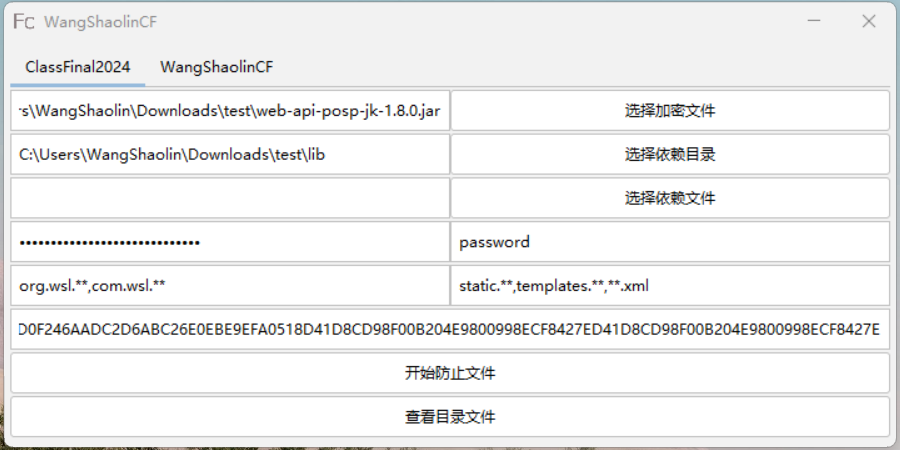 Fc WangShaolinCF
ClassFinal2024 WangShaolinCF
s\WangShaolin\Downloads\test\web-api-posp-jk-1.8.0.jar 选择加密文件
C:\Users\WangShaolin\Downloads\test\lib 选择依赖目录
选择依赖文件
••••••••••••••••••••••••••••• password
org.wsl.**,com.wsl.** static.**,templates.**,**.xml
D0F246AADC2D6ABC26E0EBE9EFA0518D41D8CD98F00B204E9800998ECF8427ED41D8CD98F00B204E9800998ECF8427E
开始防止文件
查看目录文件